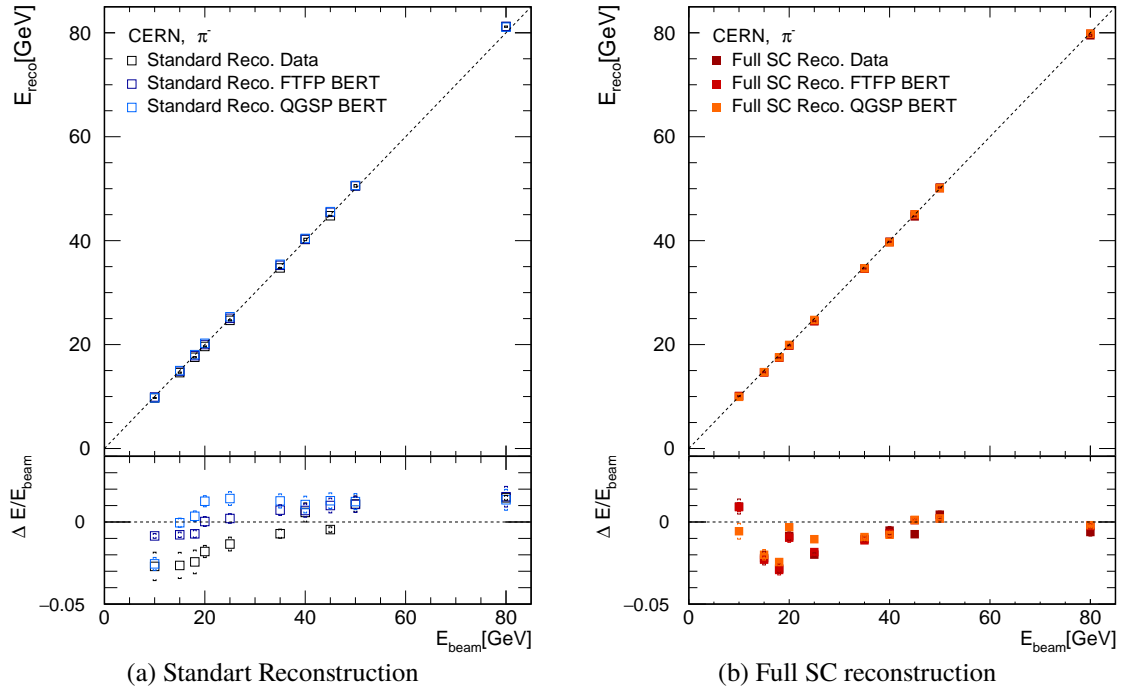 CERN, π-
Standard Reco. Data
Standard Reco. FTFP BERT
Standard Reco. QGSP BERT
E_reco[GeV]
80
60
40
20
0
Δ E/E_beam
0
−0.05
0 20 40 60 80
E_beam[GeV]
(a) Standart Reconstruction
CERN, π-
Full SC Reco. Data
Full SC Reco. FTFP BERT
Full SC Reco. QGSP BERT
E_reco[GeV]
80
60
40
20
0
Δ E/E_beam
0
−0.05
0 20 40 60 80
E_beam[GeV]
(b) Full SC reconstruction